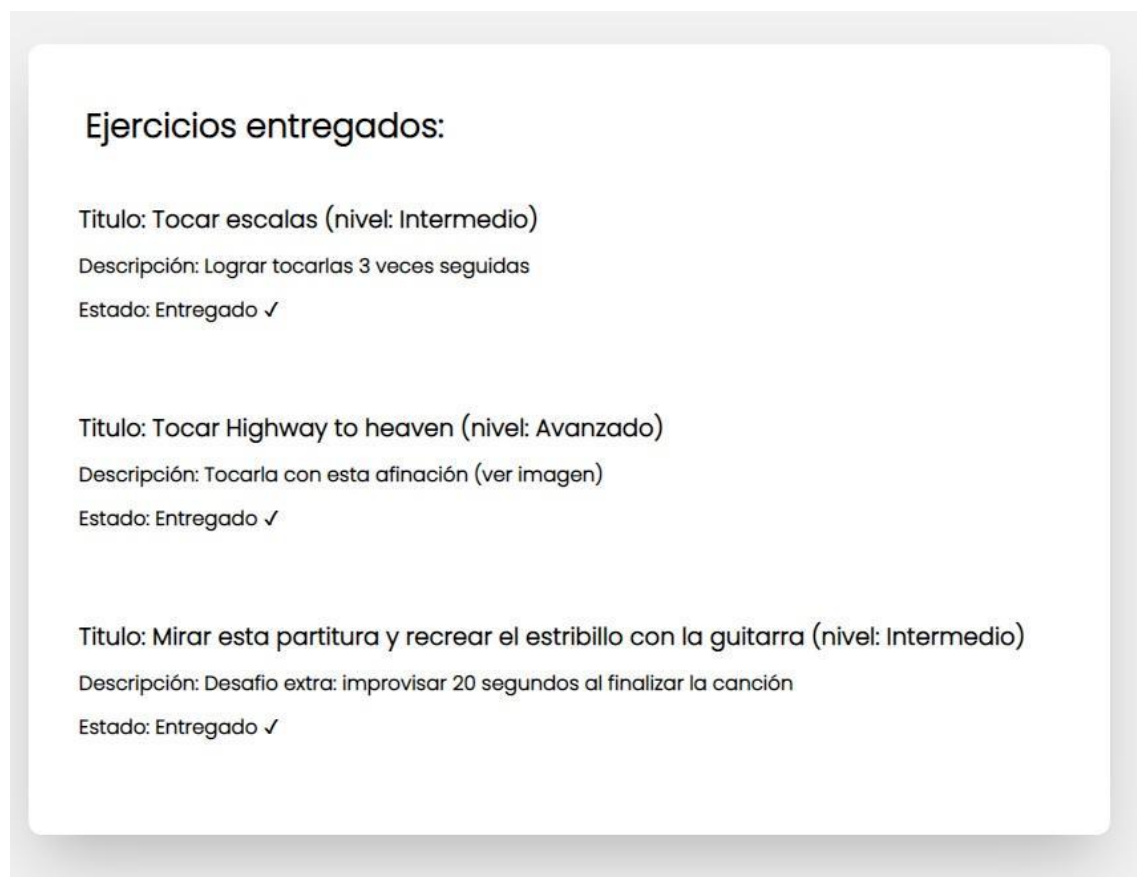 Ejercicios entregados:
Titulo: Tocar escalas (nivel: Intermedio)
Descripción: Lograr tocarlas 3 veces seguidas
Estado: Entregado ✓
Titulo: Tocar Highway to heaven (nivel: Avanzado)
Descripción: Tocarla con esta afinación (ver imagen)
Estado: Entregado ✓
Titulo: Mirar esta partitura y recrear el estribillo con la guitarra (nivel: Intermedio)
Descripción: Desafio extra: improvisar 20 segundos al finalizar la canción
Estado: Entregado ✓